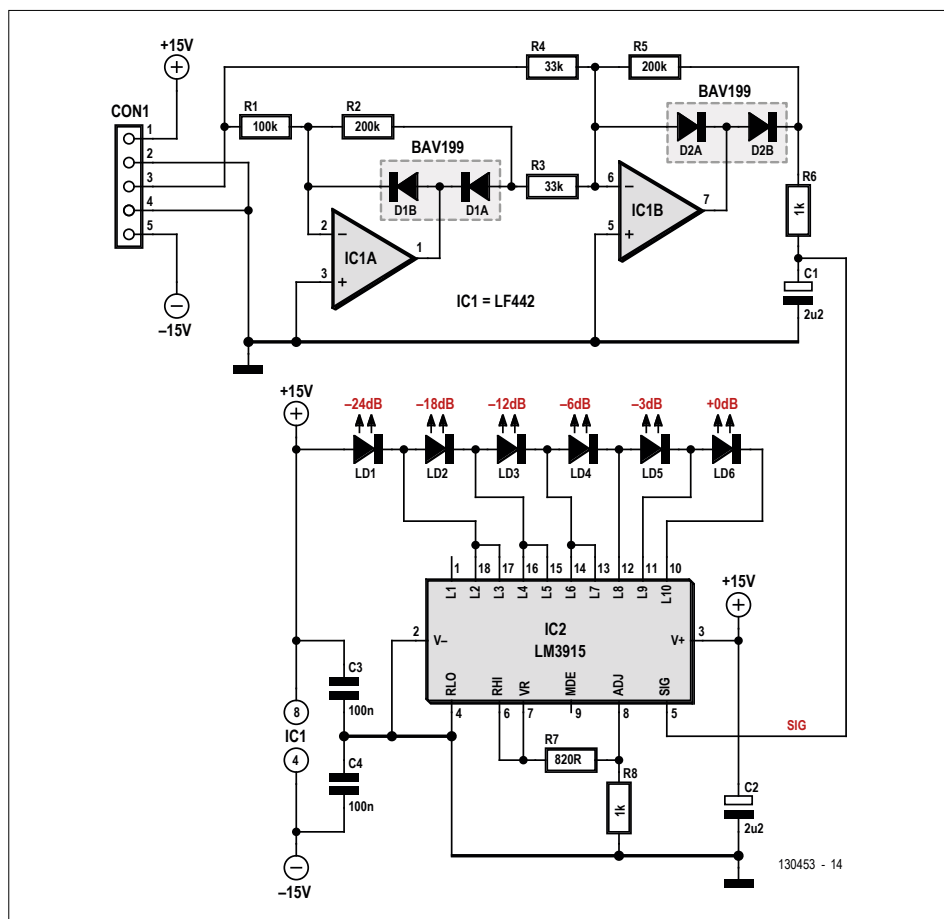 +15V
CON1
1
2
3
4
5
–15V
R1
100k
R2
200k
BAV199
D1B
D1A
2
3
–
+
IC1A
1
R4
33k
R5
200k
BAV199
D2A
D2B
R3
33k
6
5
–
+
IC1B
7
R6
1k
C1
2u2
IC1 = LF442
+15V
–24dB
–18dB
–12dB
–6dB
–3dB
+0dB
LD1
LD2
LD3
LD4
LD5
LD6
1
18
17
16
15
14
13
12
11
10
L1
L2
L3
L4
L5
L6
L7
L8
L9
L10
2
V–
IC2
LM3915
V+
3
+15V
RLO
RHI
VR
MDE
ADJ
SIG
4
6
7
9
8
5
SIG
C3
100n
8
IC1
4
C4
100n
–15V
R7
820R
R8
1k
C2
2u2
130453 - 14